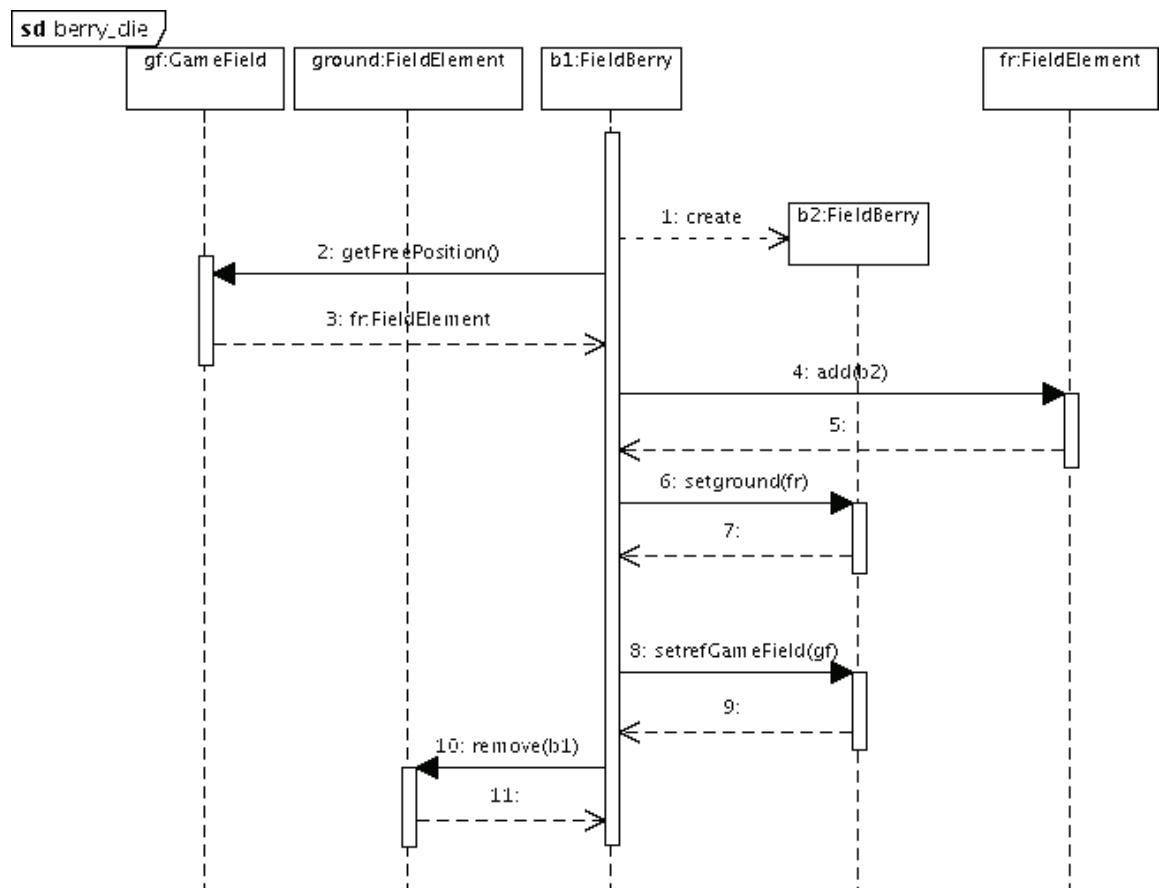 sd berry_die
gf:GameField
ground:FieldElement
b1:FieldBerry
fr:FieldElement
1: create
b2:FieldBerry
2: getFreePosition()
3: fr:FieldElement
4: add(b2)
5:
6: setground(fr)
7:
8: setrefGameField(gf)
9:
10: remove(b1)
11: